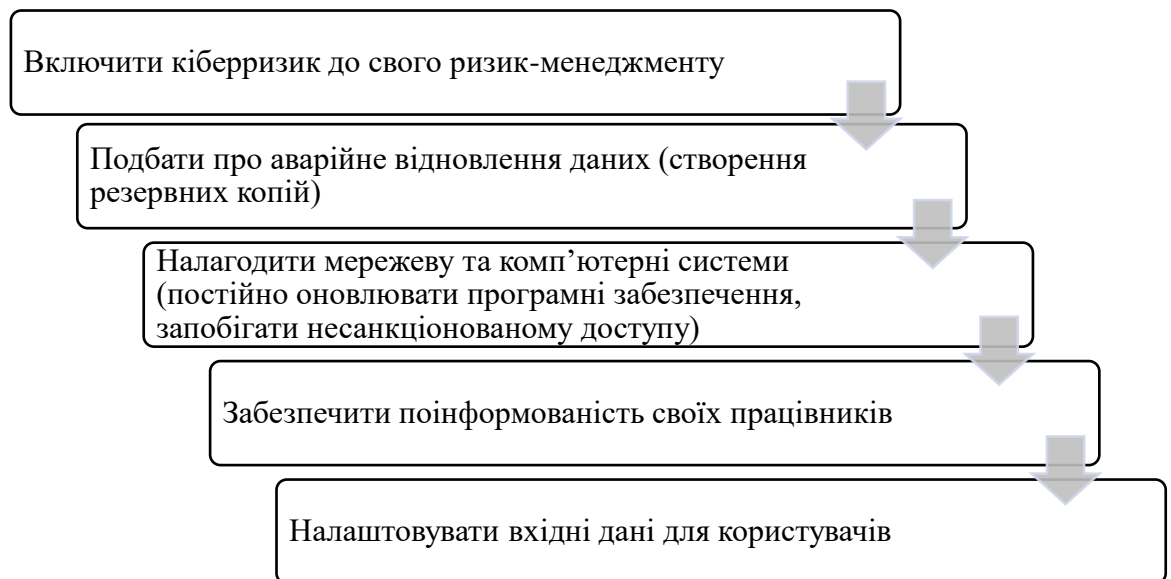 Включити кіберризик до свого ризик-менеджменту
Подбати про аварійне відновлення даних (створення
резервних копій)
Налагодити мережеву та комп’ютерні системи
(постійно оновлювати програмні забезпечення,
запобігати несанкціонованому доступу)
Забезпечити поінформованість своїх працівників
Налаштовувати вхідні дані для користувачів